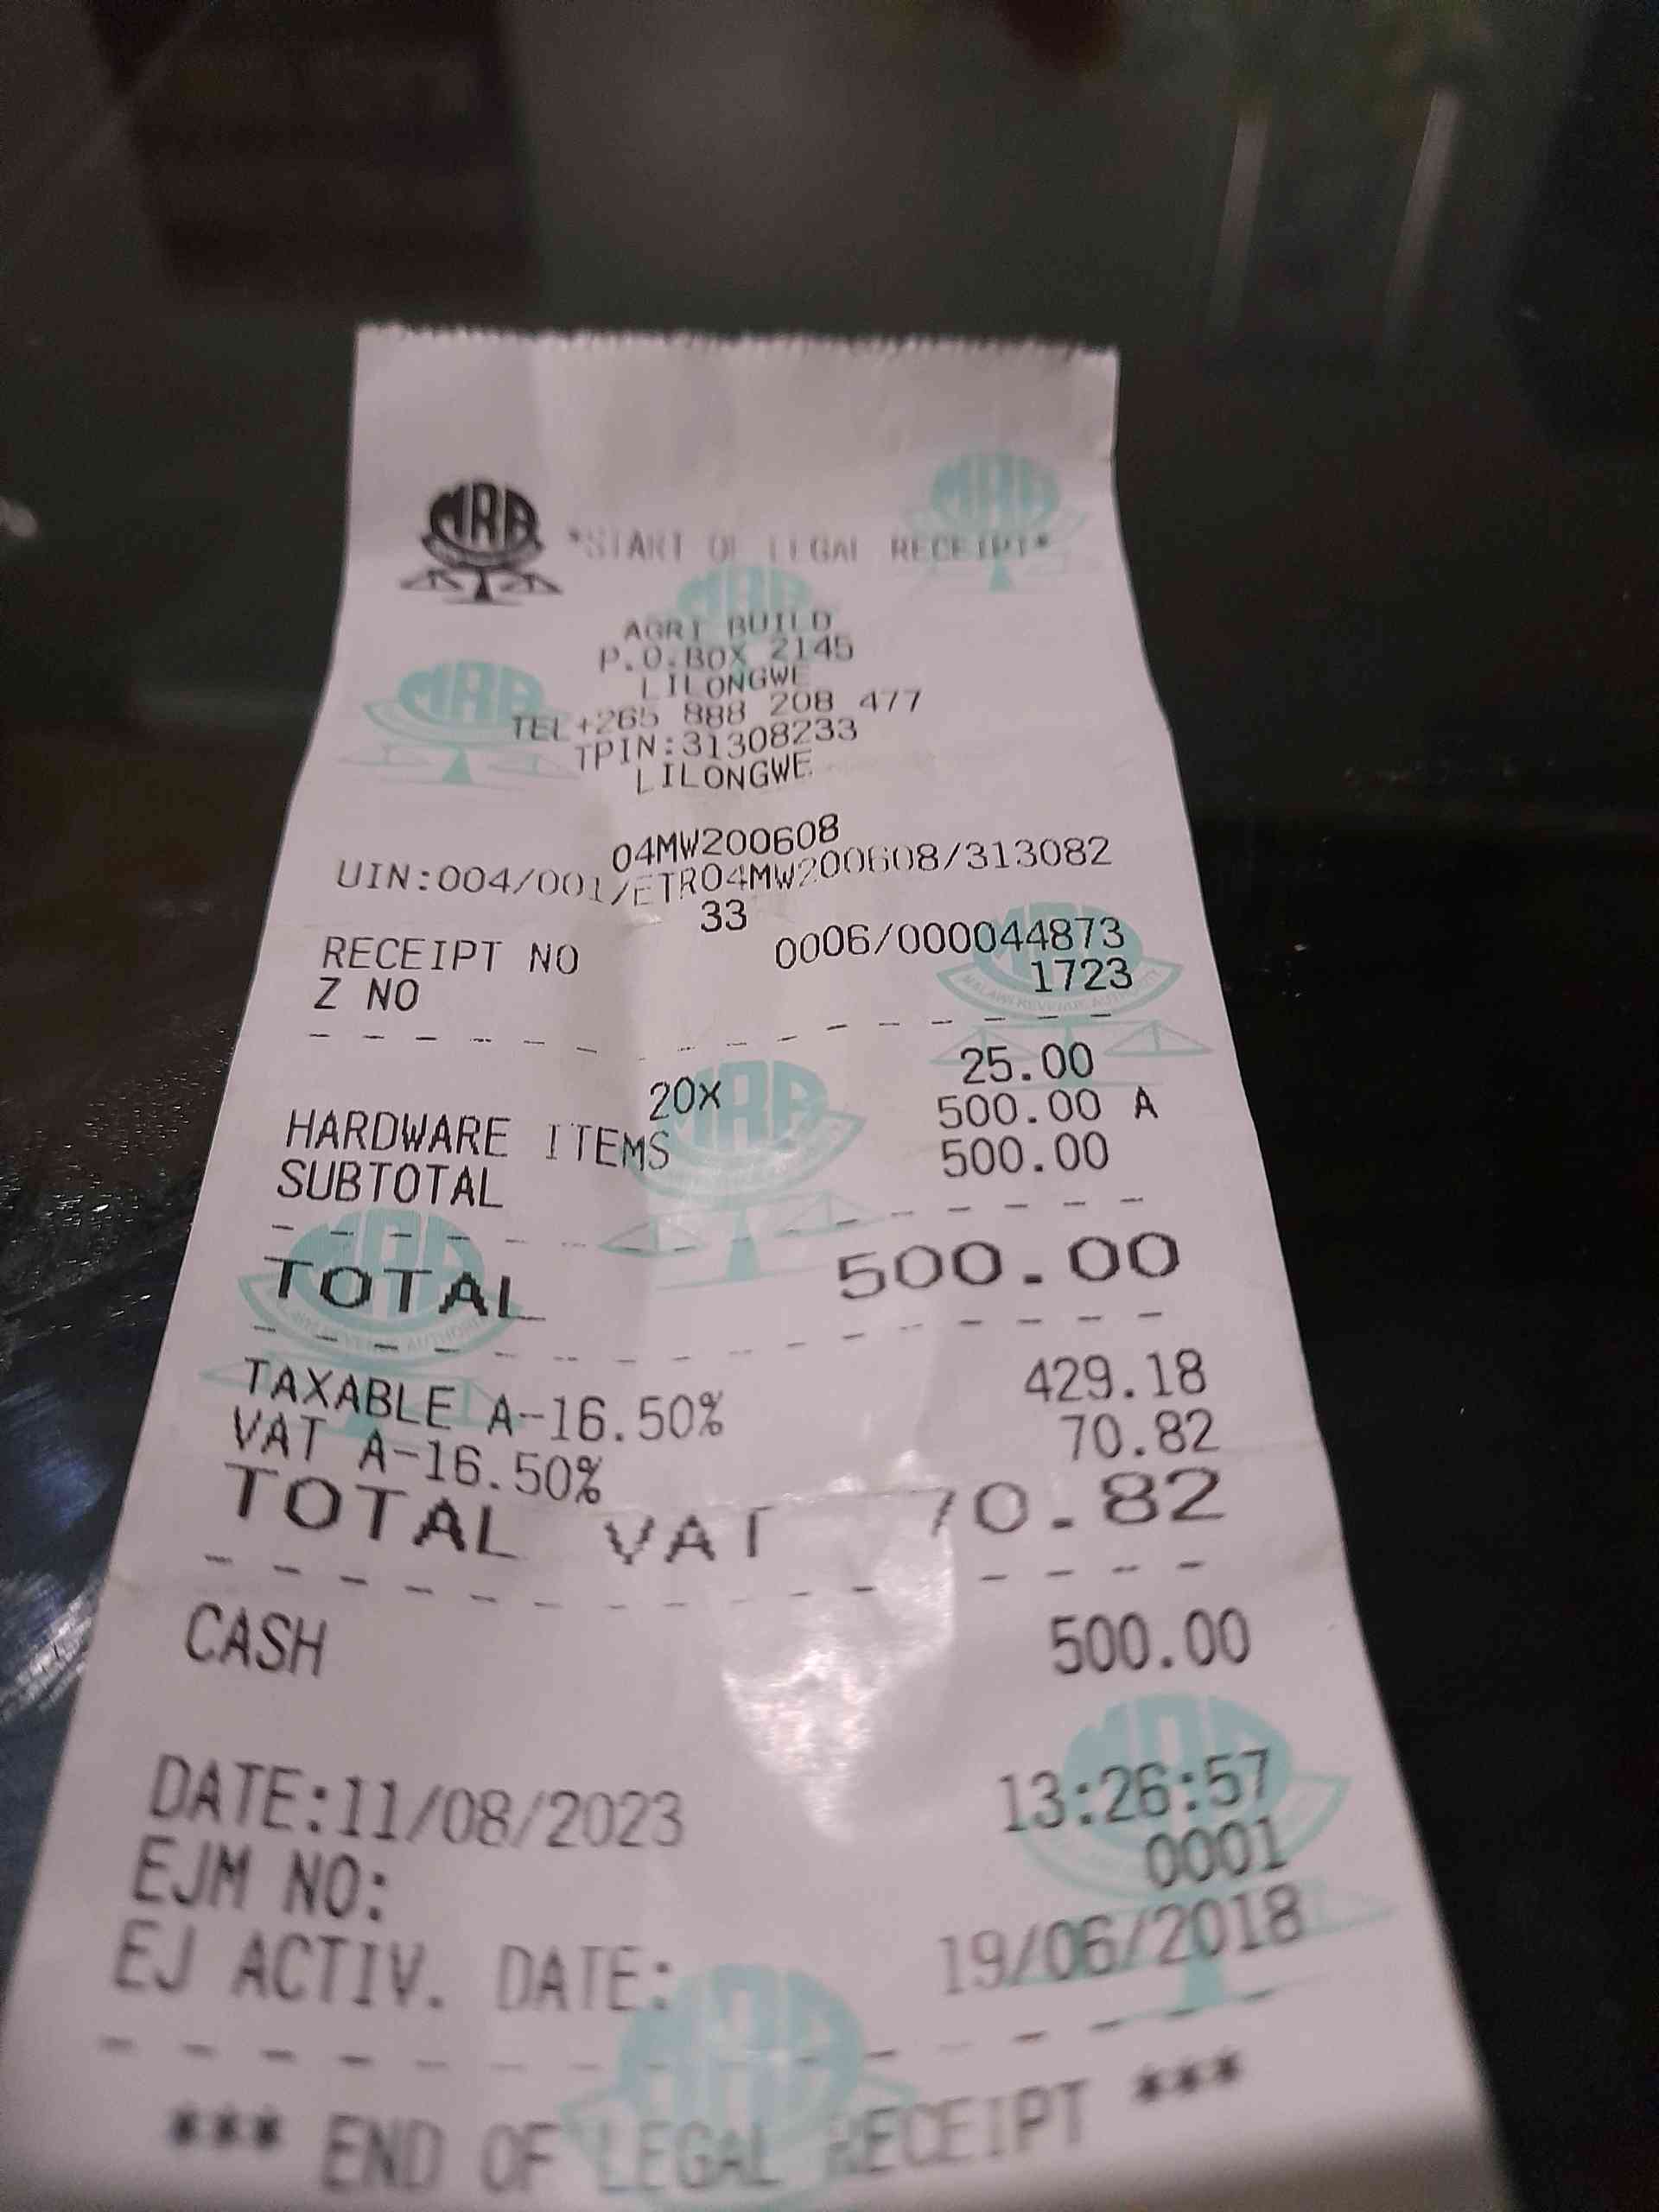 MRA *START OF LEGAL RECEIPT*
AGRI BUILD
P.O.BOX 2145
LILONGWE
TEL+265 888 208 477
TPIN:31308233
LILONGWE
04MW200608
UIN:004/001/ETR04MW200608/313082
33
RECEIPT NO 0006/000044873
Z NO 1723
20X 25.00
HARDWARE ITEMS 500.00 A
SUBTOTAL 500.00
TOTAL 500.00
TAXABLE A-16.50% 429.18
VAT A-16.50% 70.82
TOTAL VAT 70.82
CASH 500.00
DATE:11/08/2023 13:26:57
EJM NO: 0001
EJ ACTIV. DATE: 19/06/2018
*** END OF LEGAL RECEIPT ***